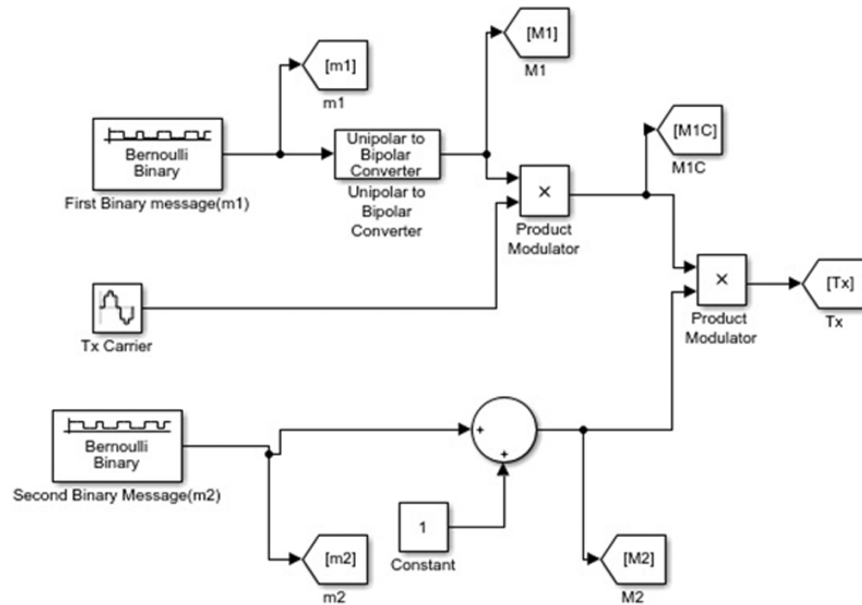 [M1]
M1
[m1]
m1
Bernoulli
Binary
First Binary message(m1)
Unipolar to
Bipolar
Converter
Unipolar to
Bipolar
Converter
[M1C]
M1C
×
Product
Modulator
×
Product
Modulator
[Tx]
Tx
Tx Carrier
Bernoulli
Binary
Second Binary Message(m2)
+
+
1
Constant
[m2]
m2
[M2]
M2